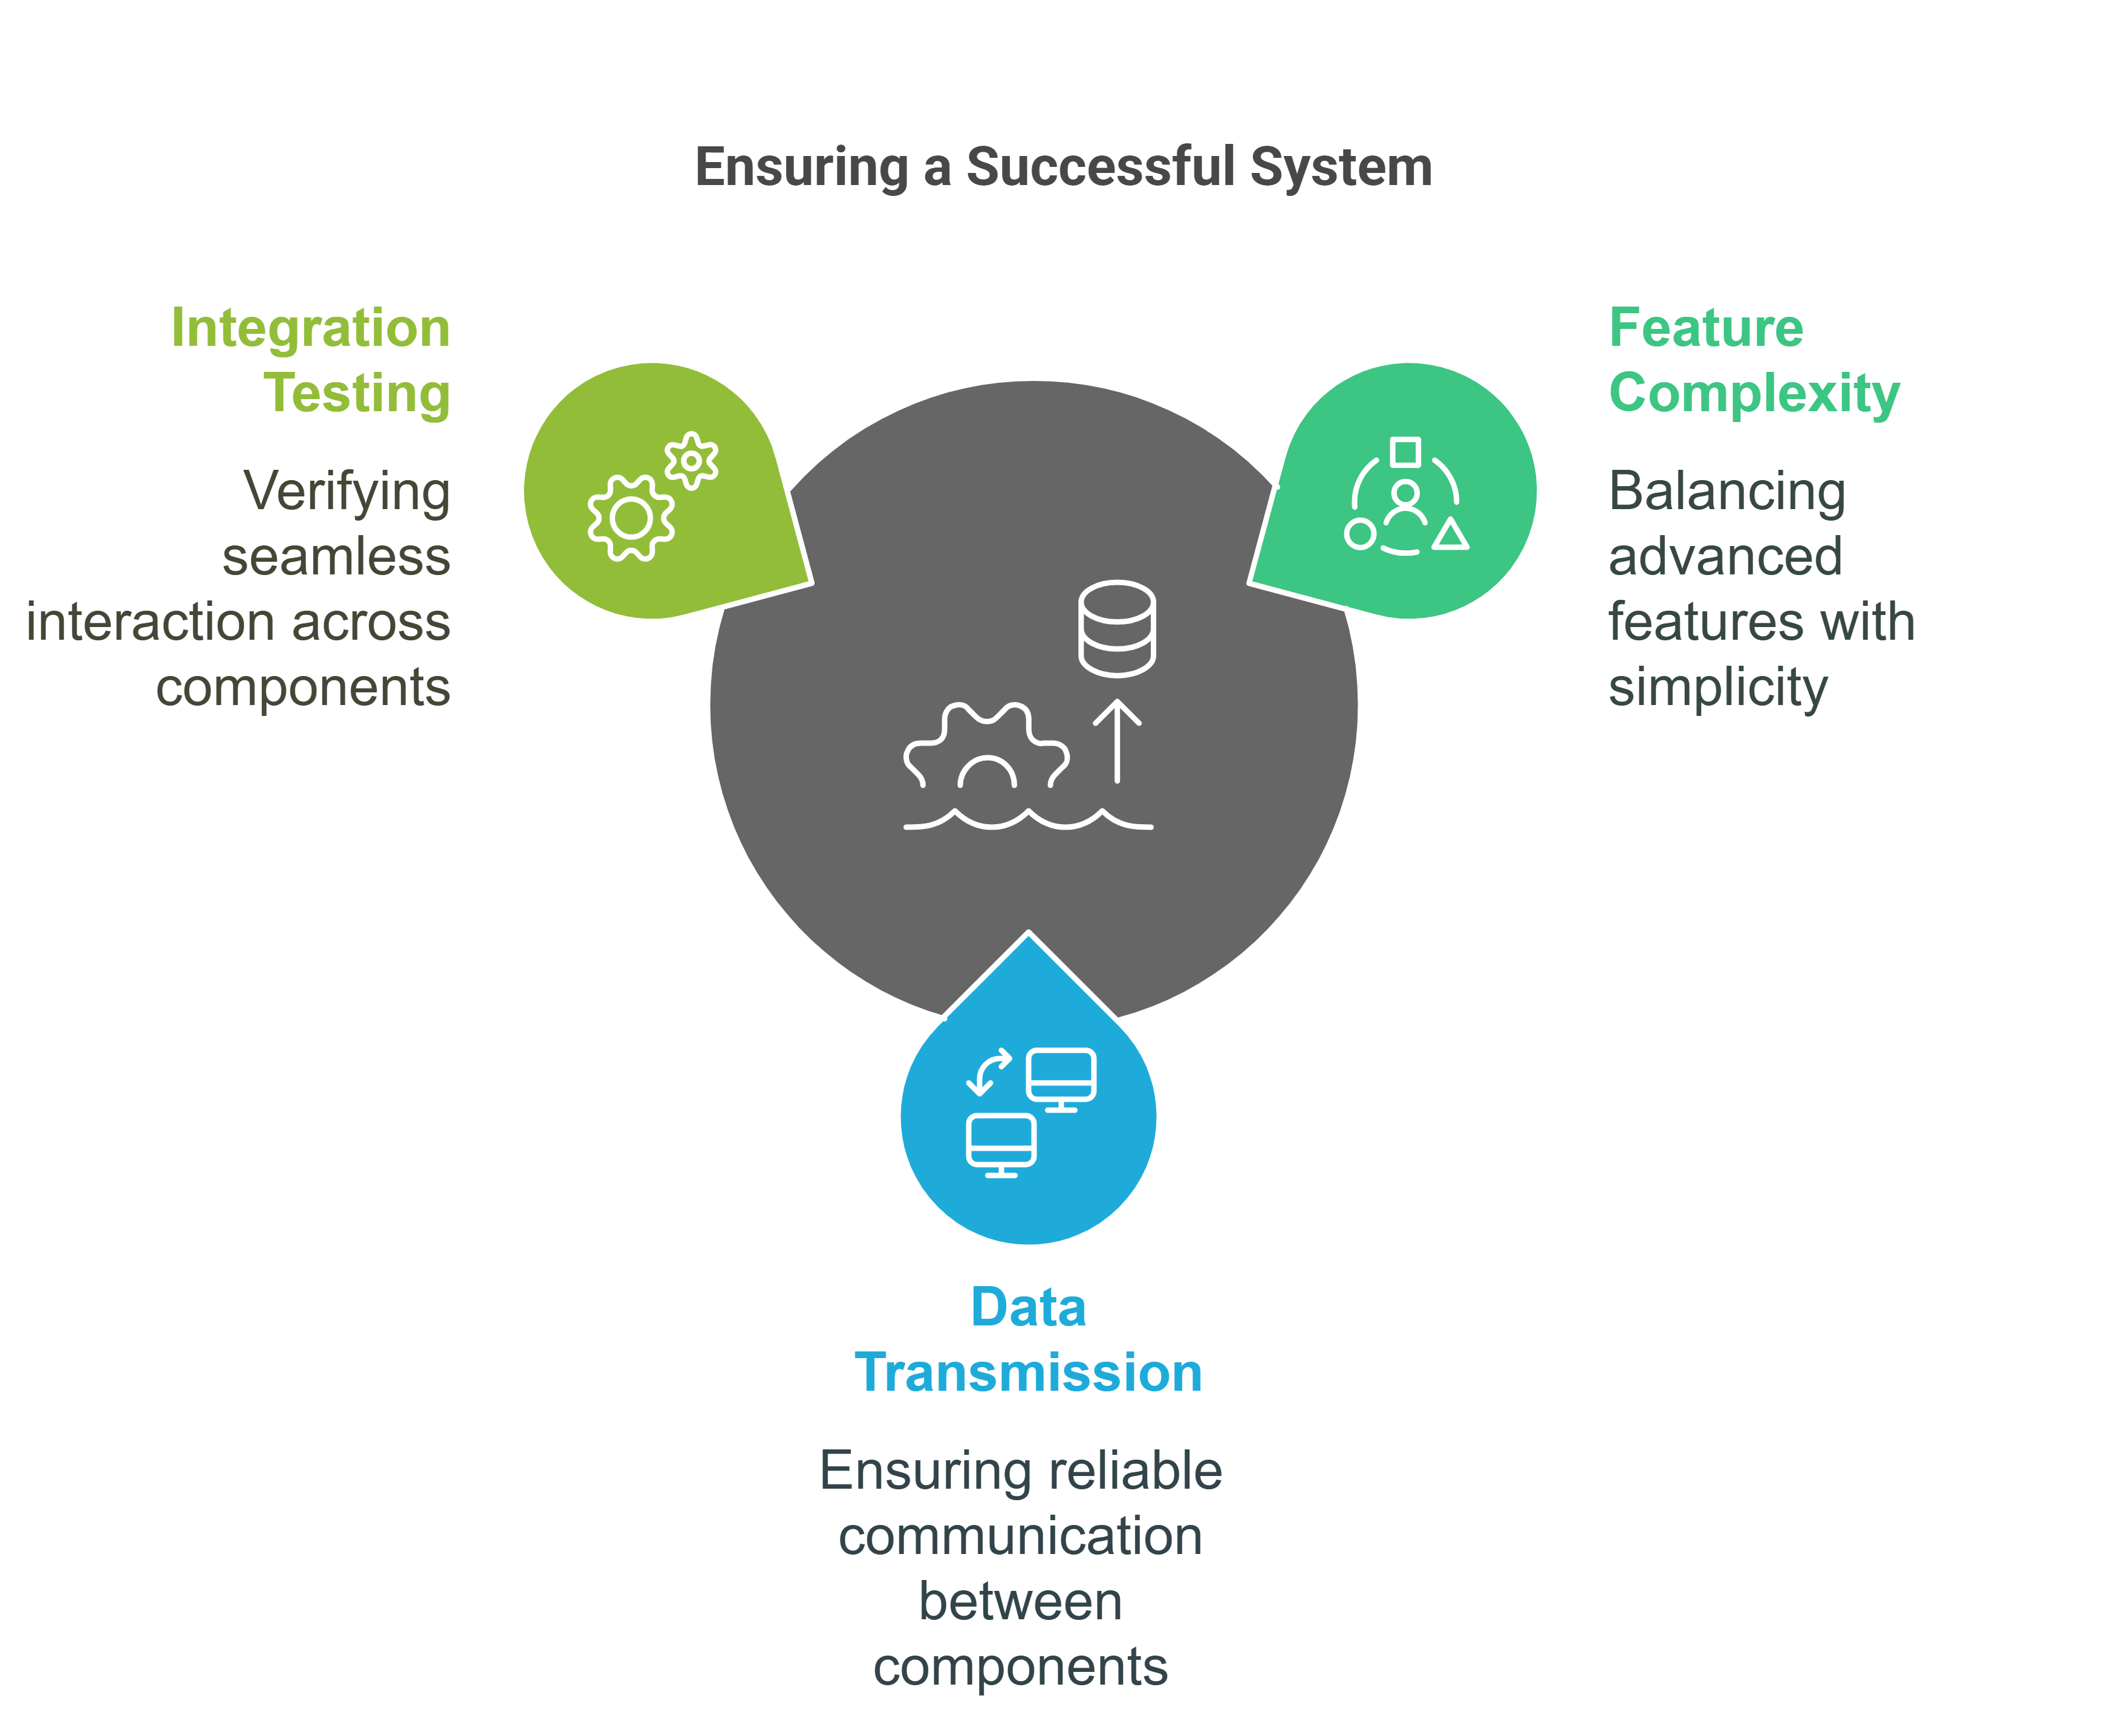 Ensuring a Successful System
Integration
Testing
Verifying
seamless
interaction across
components
Feature
Complexity
Balancing
advanced
features with
simplicity
Data
Transmission
Ensuring reliable
communication
between
components